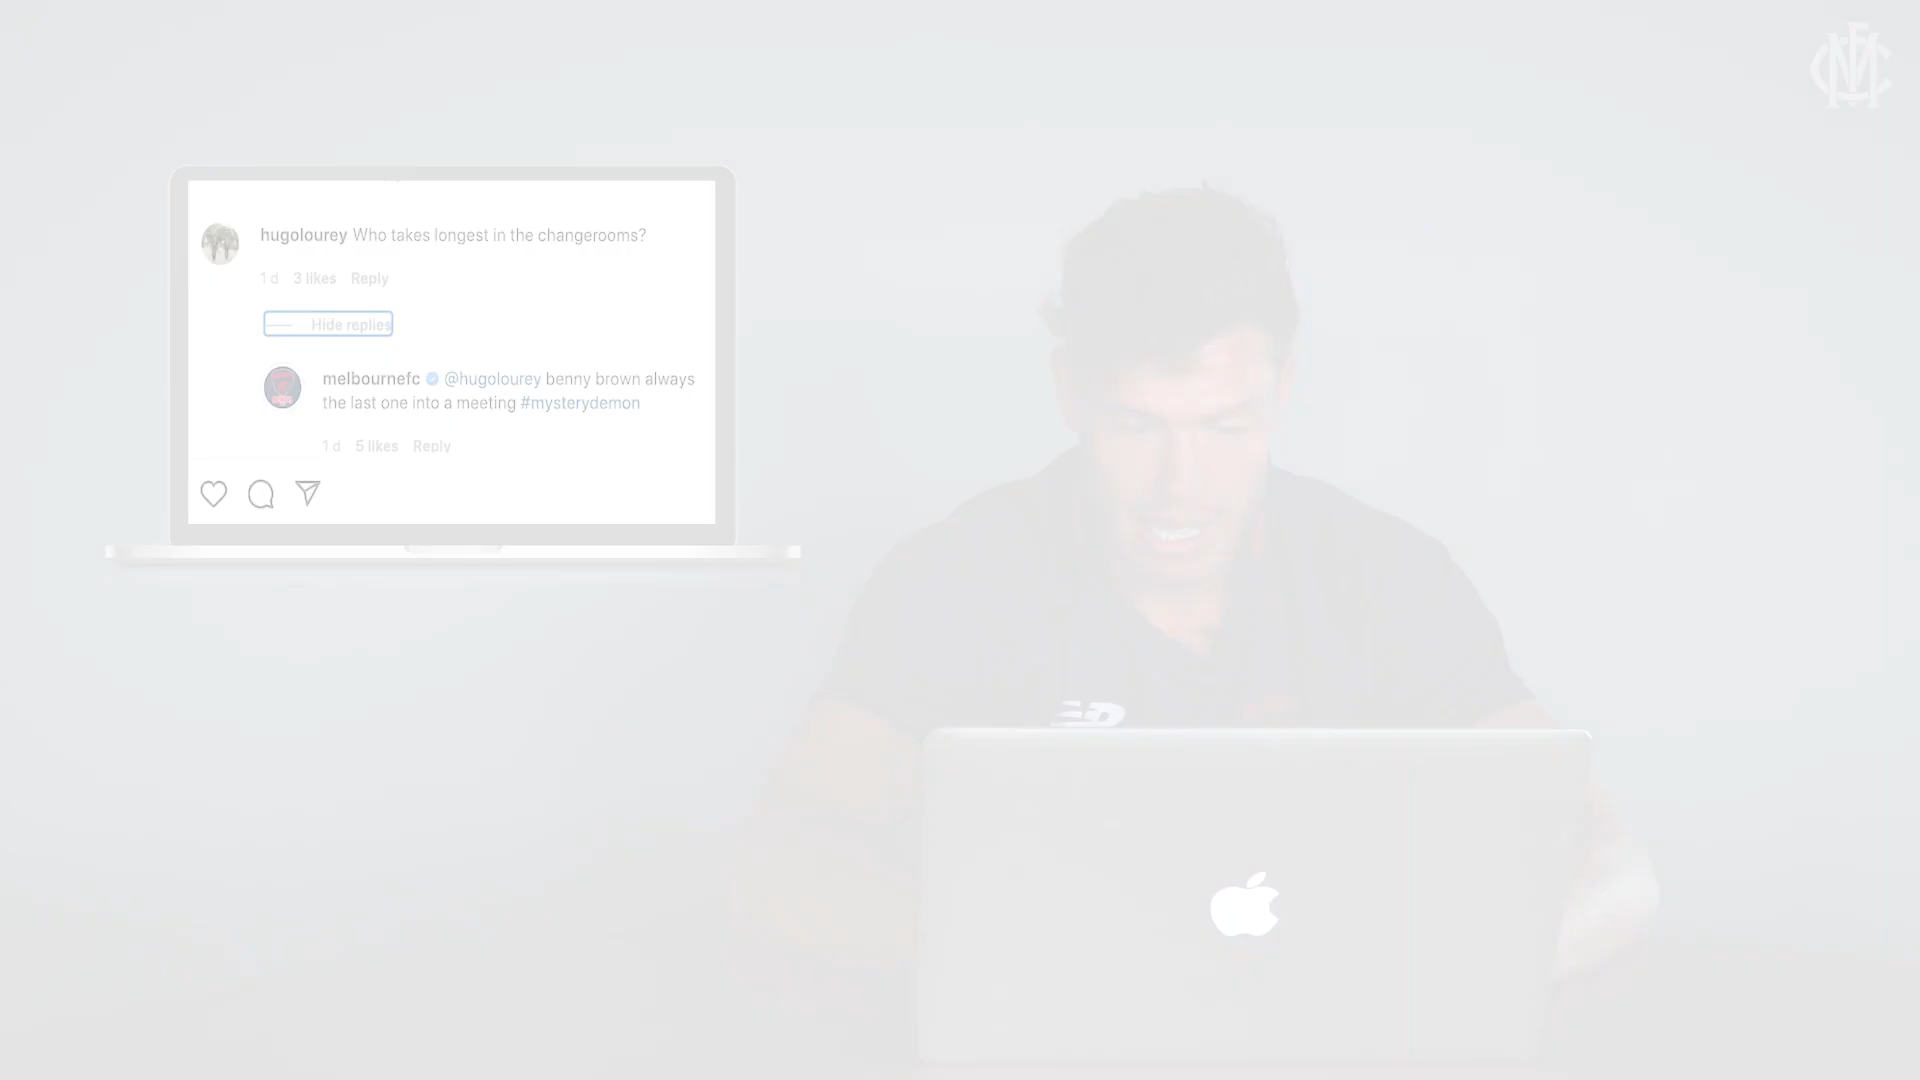 hugolourey Who takes longest in the changerooms?
1 d 3 likes Reply
Hide replies
melbournefc @hugolourey benny brown always
the last one into a meeting #mysterydemon
1 d 5 likes Reply